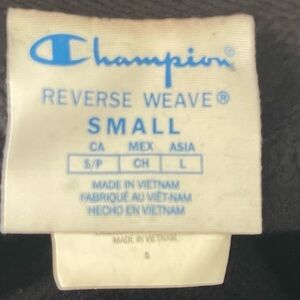 Champion
REVERSE WEAVE®
SMALL
CA MEX ASIA
S/P CH L
MADE IN VIETNAM
FABRIQUÉ AU VIÊT-NAM
HECHO EN VIETNAM
MADE IN VIETNAM
S